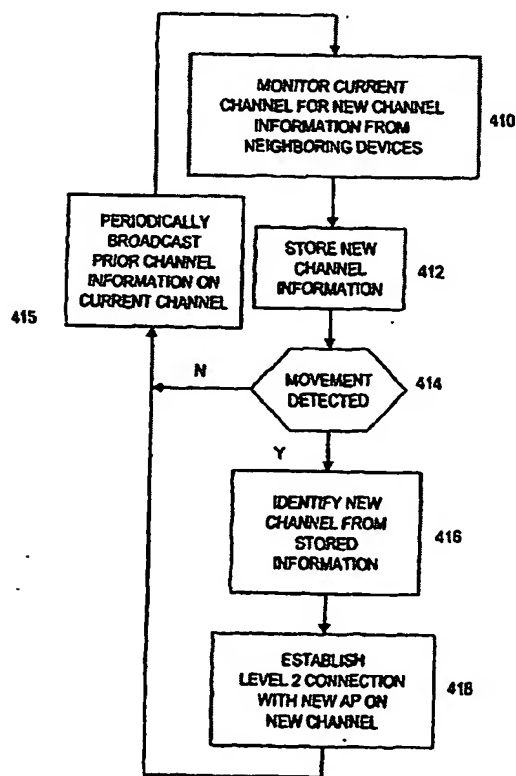 MONITOR CURRENT
CHANNEL FOR NEW CHANNEL
INFORMATION FROM
NEIGHBORING DEVICES
410
PERIODICALLY
BROADCAST
PRIOR CHANNEL
INFORMATION ON
CURRENT CHANNEL
415
STORE NEW
CHANNEL
INFORMATION
412
N
MOVEMENT
DETECTED
414
Y
IDENTIFY NEW
CHANNEL FROM
STORED
INFORMATION
416
ESTABLISH
LEVEL 2 CONNECTION
WITH NEW AP ON
NEW CHANNEL
418